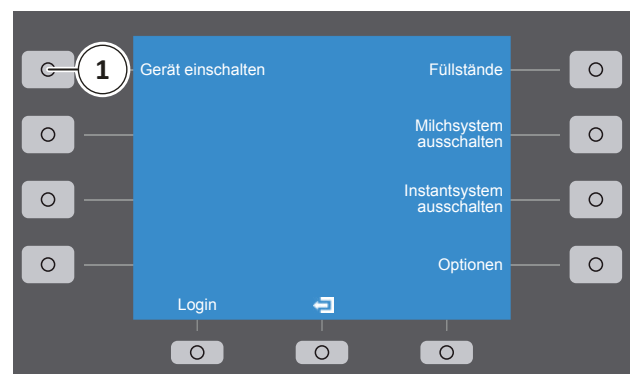 1
Gerät einschalten
Füllstände
Milchsystem
ausschalten
Instantsystem
ausschalten
Optionen
Login